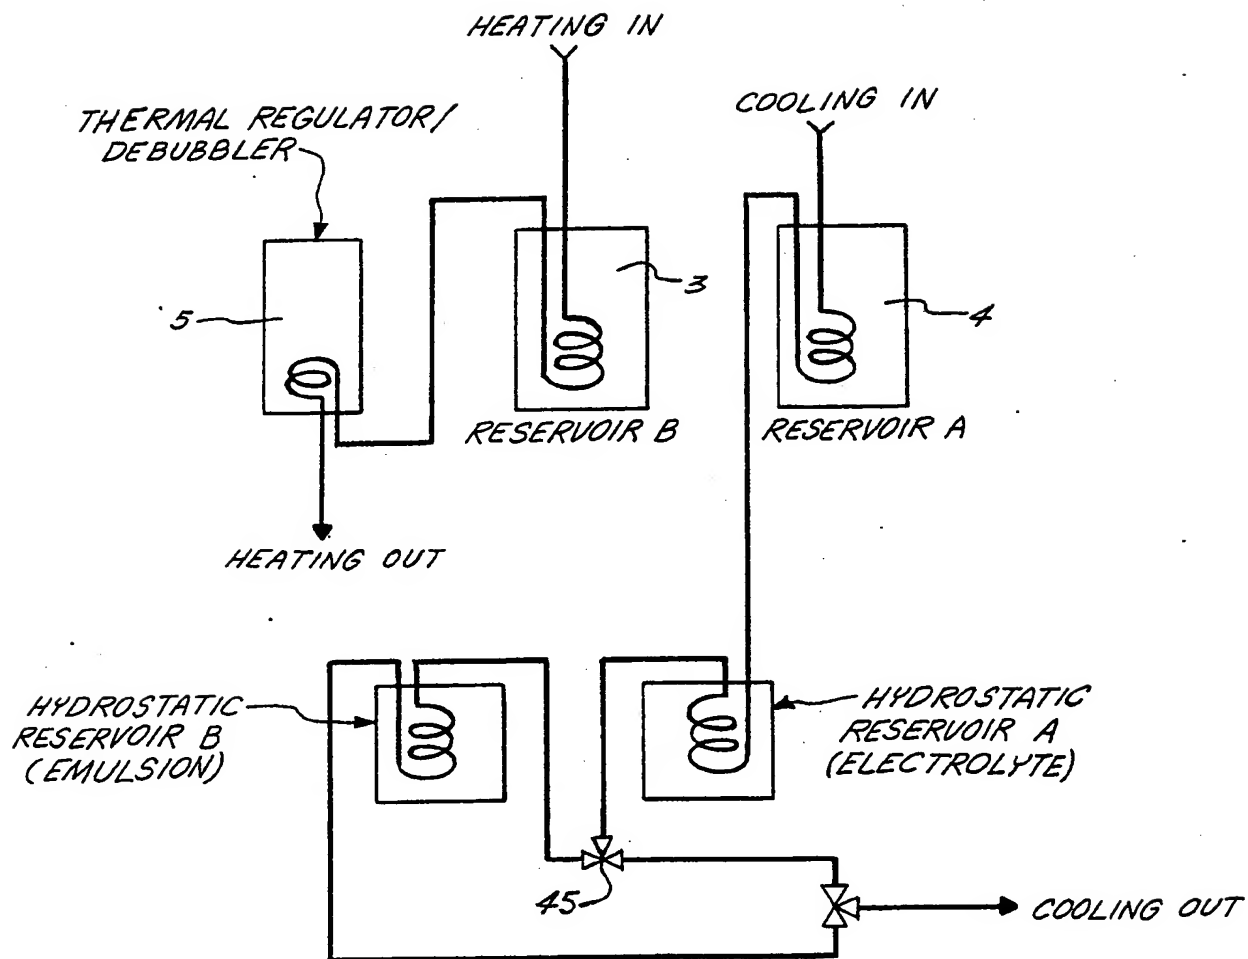 HEATING IN
COOLING IN
THERMAL REGULATOR/
DEBUBBLER
3
5
4
RESERVOIR B
RESERVOIR A
HEATING OUT
HYDROSTATIC
RESERVOIR B
(EMULSION)
HYDROSTATIC
RESERVOIR A
(ELECTROLYTE)
45
COOLING OUT